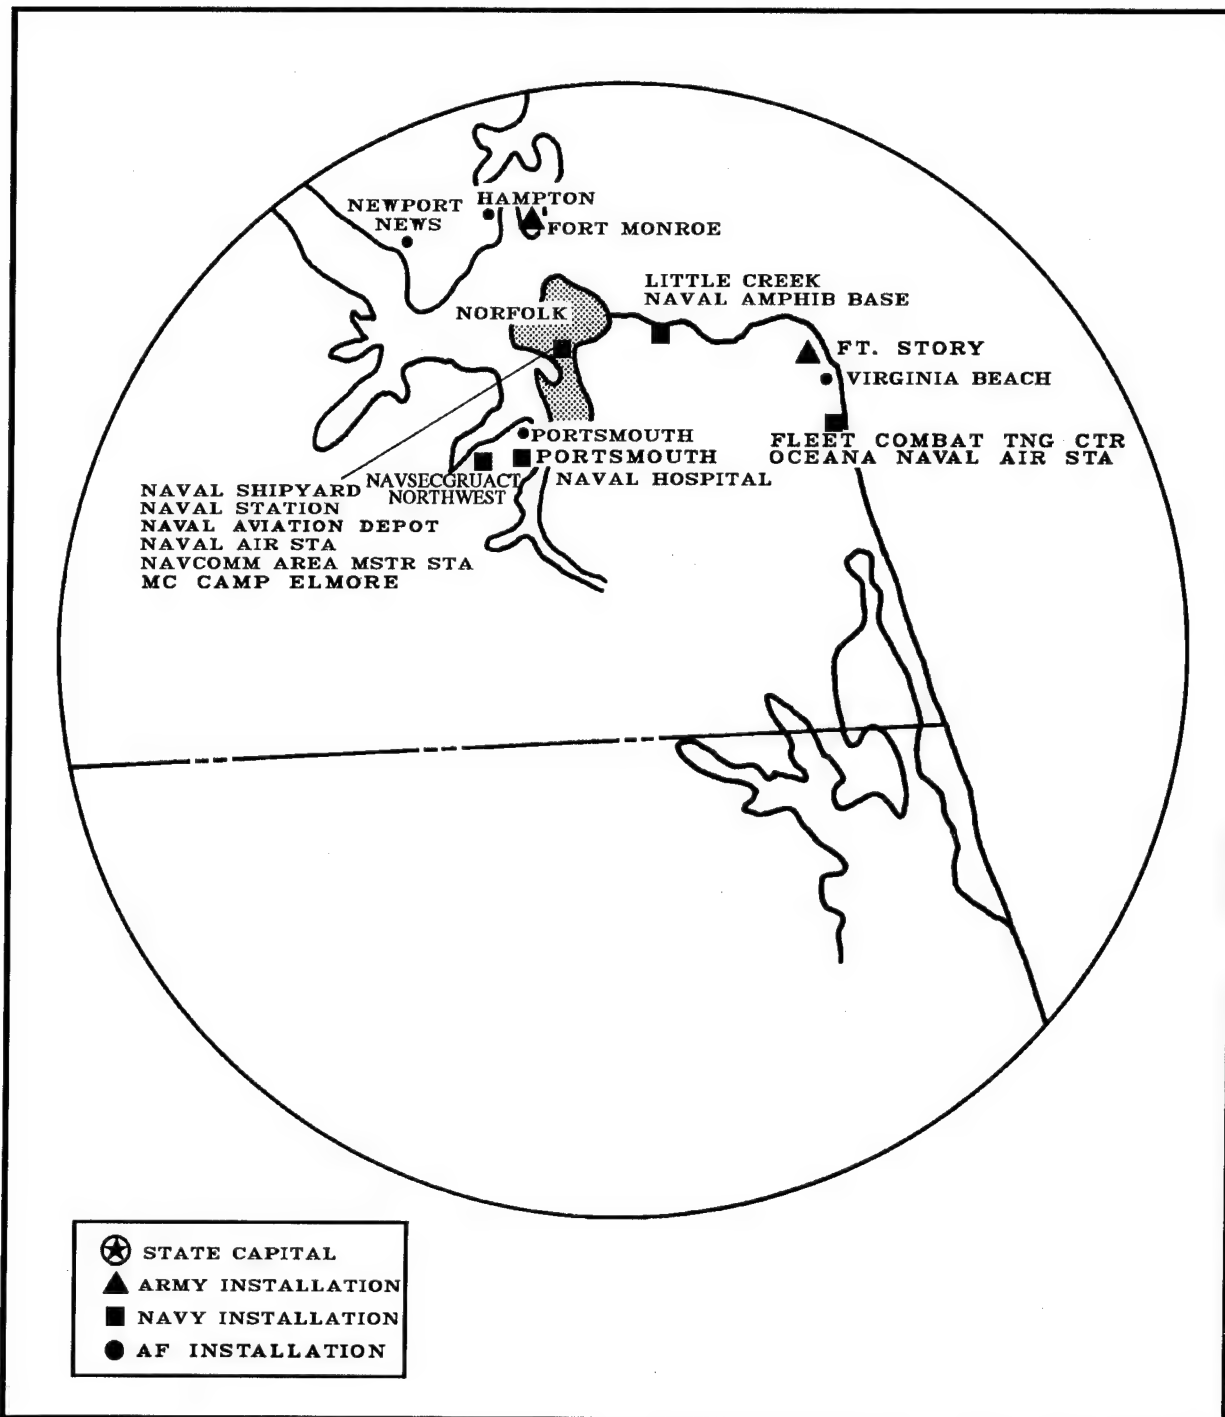 HAMPTON
NEWPORT
NEWS
FORT MONROE
LITTLE CREEK
NAVAL AMPHIB BASE
NORFOLK
FT. STORY
VIRGINIA BEACH
PORTSMOUTH
FLEET COMBAT TNG CTR
OCEANA NAVAL AIR STA
PORTSMOUTH
NAVAL HOSPITAL
NAVSECGRUACT
NORTHWEST
NAVAL SHIPYARD
NAVAL STATION
NAVAL AVIATION DEPOT
NAVAL AIR STA
NAVCOMM AREA MSTR STA
MC CAMP ELMORE
STATE CAPITAL
ARMY INSTALLATION
NAVY INSTALLATION
AF INSTALLATION